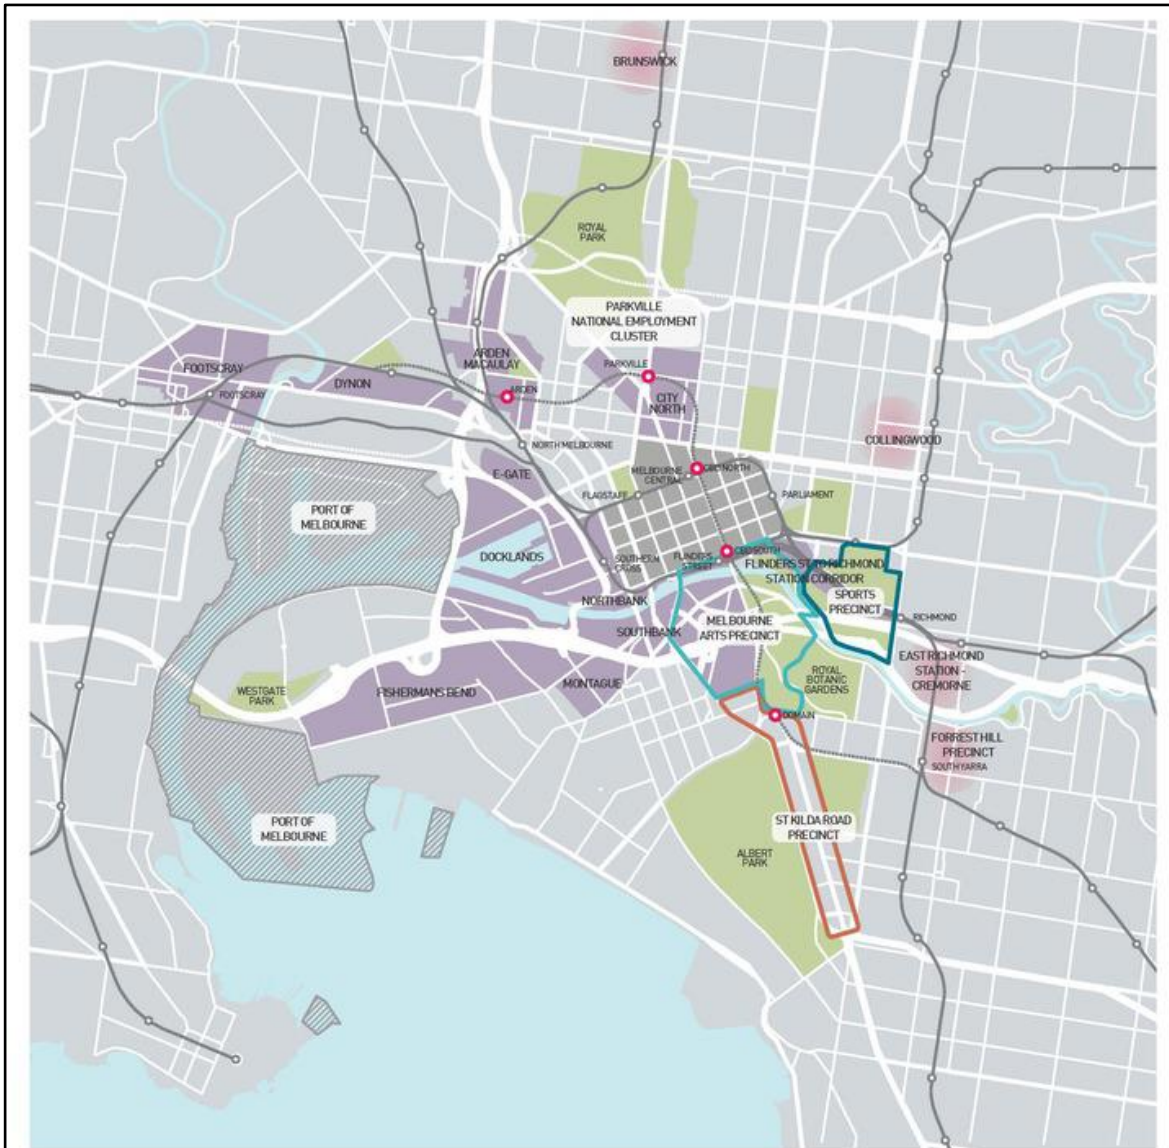 BRUNSWICK
ROYAL
PARK
PARKVILLE
NATIONAL EMPLOYMENT
CLUSTER
ARDEN
MACAULAY
PARKVILLE
FOOTSCRAY
DYNON
ARDEN
FOOTSCRAY
CITY
NORTH
COLLINGWOOD
NORTH MELBOURNE
E-GATE
MELBOURNE
CENTRAL
CBD NORTH
FLAGSTAFF
PARLIAMENT
PORT OF
MELBOURNE
DOCKLANDS
SOUTHERN
CROSS
FLINDERS
STREET
CBD SOUTH
FLINDERS ST TO RICHMOND
STATION CORRIDOR
SPORTS
PRECINCT
NORTHBANK
RICHMOND
SOUTHBANK
MELBOURNE
ARTS PRECINCT
EAST RICHMOND
STATION -
CREMORNE
ROYAL
BOTANIC
GARDENS
WESTGATE
PARK
FISHERMANS BEND
MONTAGUE
DOMAIN
FORREST HILL
PRECINCT
SOUTH YARRA
PORT OF
MELBOURNE
ST KILDA ROAD
PRECINCT
ALBERT
PARK